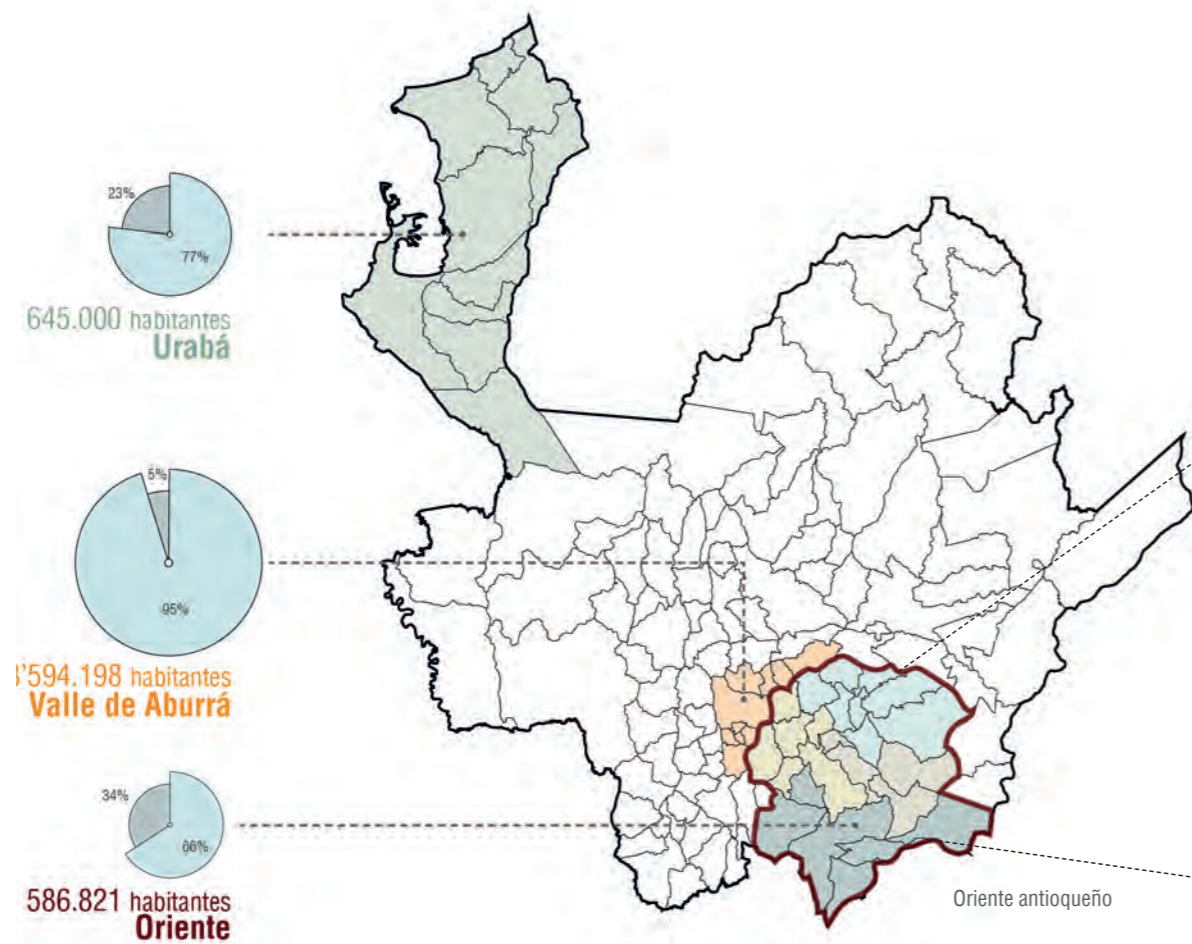 23%
77%
645.000 habitantes
Urabá
5%
95%
'594.198 habitantes
Valle de Aburrá
34%
66%
586.821 habitantes
Oriente
Oriente antioqueño